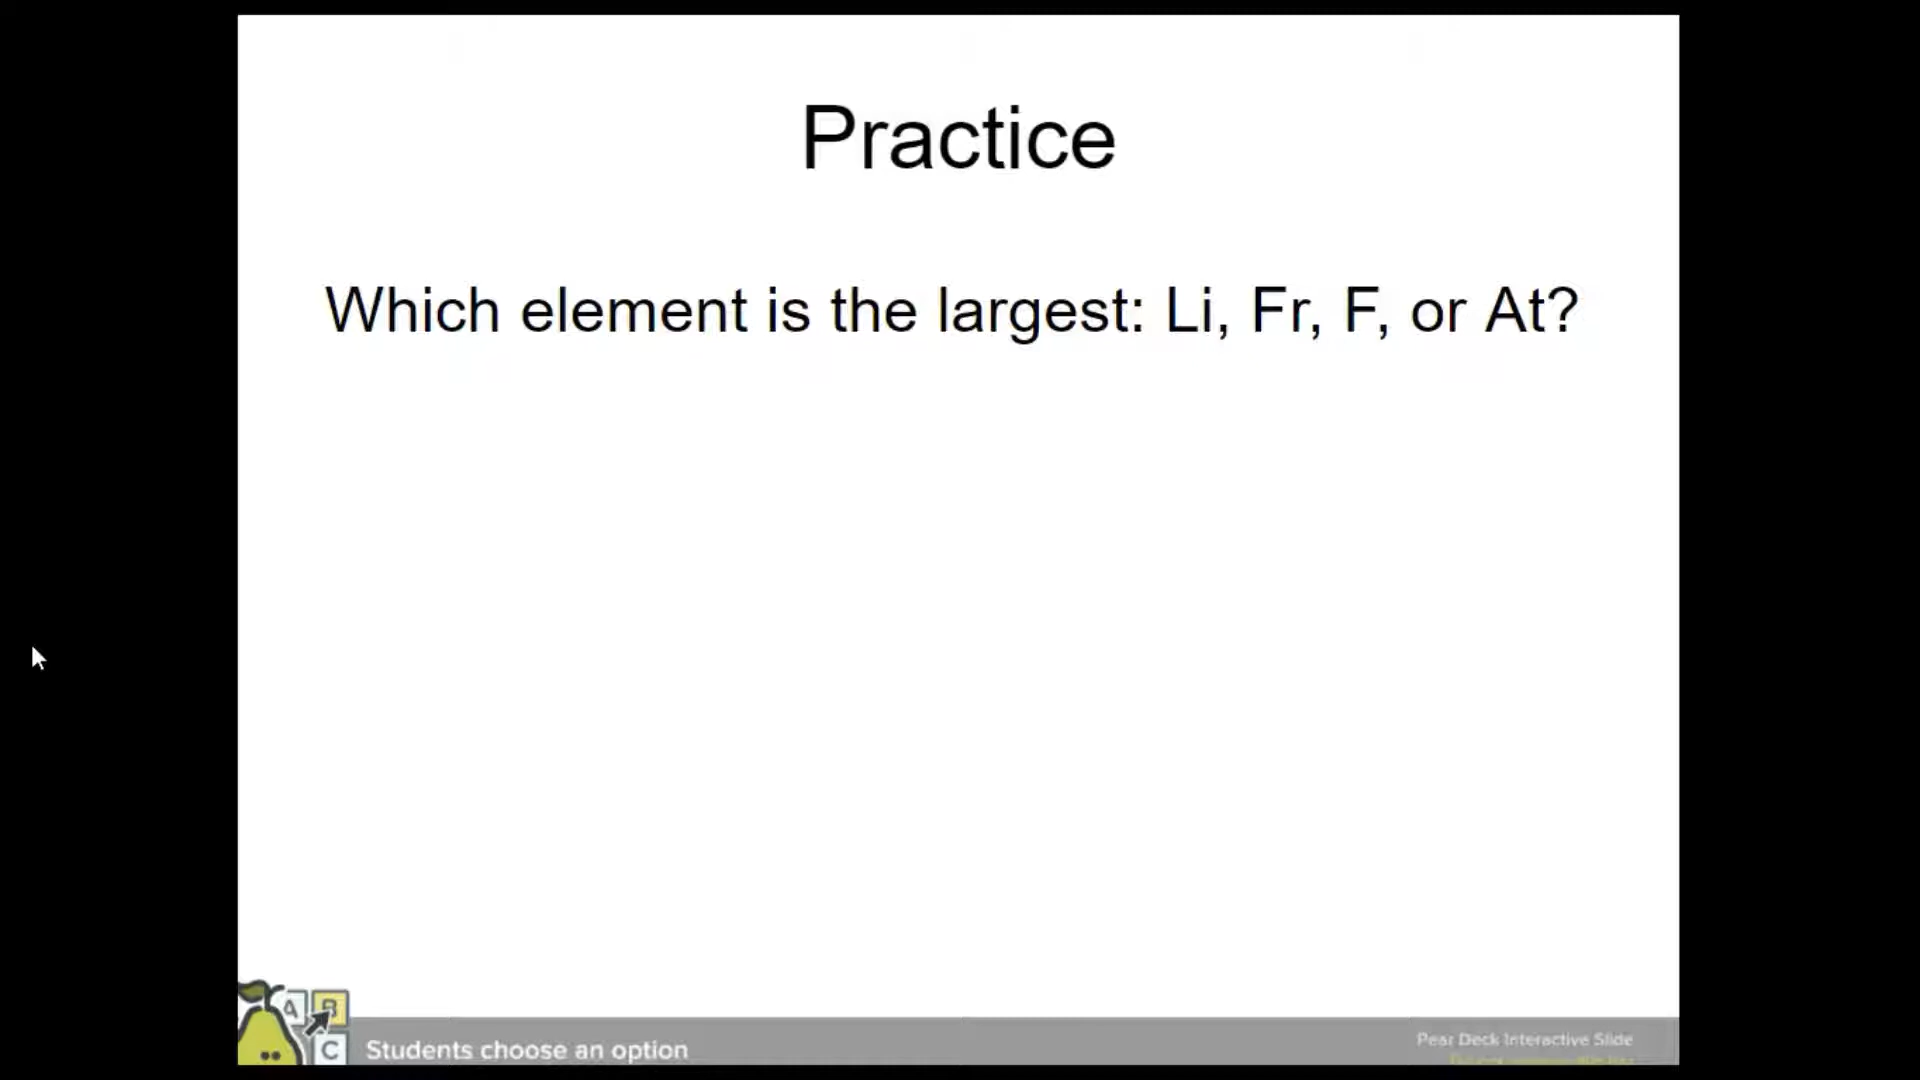 Practice
Which element is the largest: Li, Fr, F, or At?
A B
C
Students choose an option
Pear Deck Interactive Slide